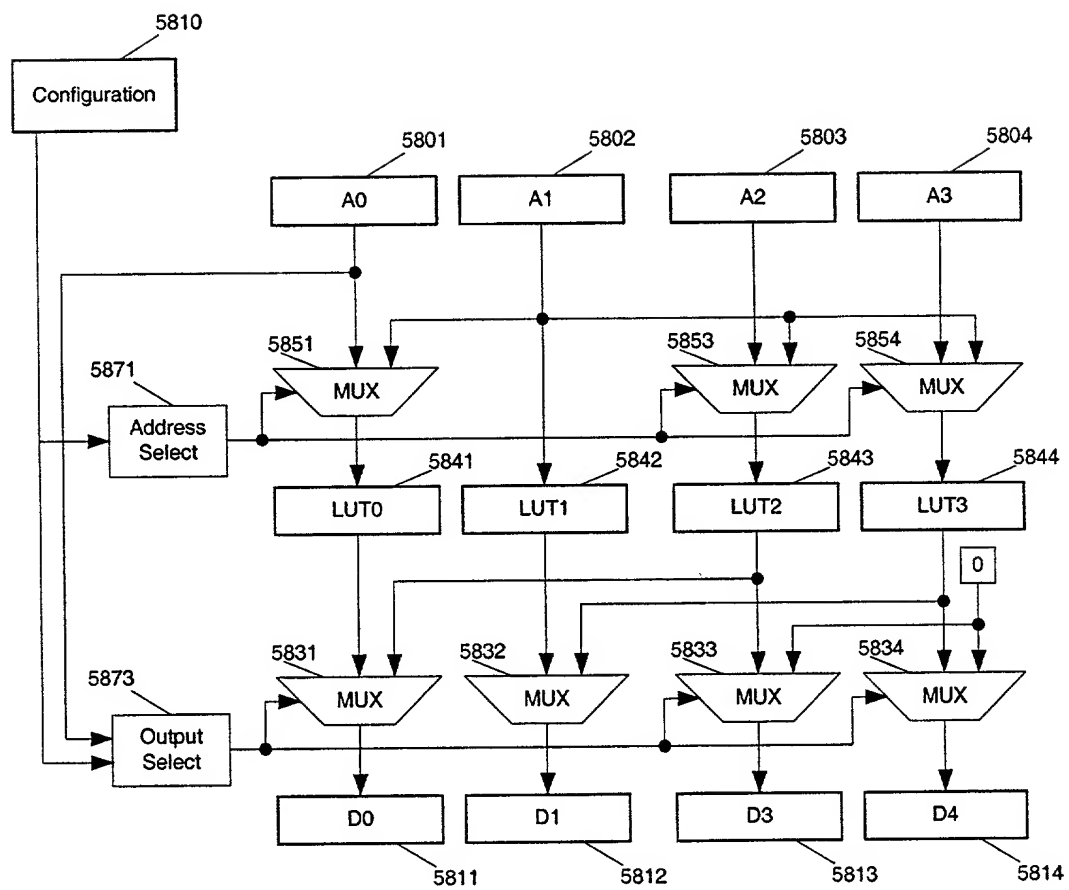 5810
Configuration
5801
5802
5803
5804
A0
A1
A2
A3
5851
5853
5854
MUX
MUX
MUX
5871
Address
Select
5841
5842
5843
5844
LUT0
LUT1
LUT2
LUT3
0
5831
5832
5833
5834
MUX
MUX
MUX
MUX
5873
Output
Select
D0
D1
D3
D4
5811
5812
5813
5814